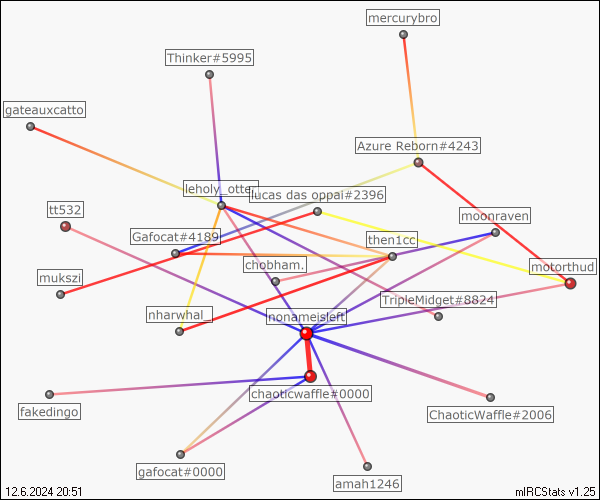 mercurybro
Thinker#5995
gateauxcatto
Azure Reborn#4243
leholy_otte
lucas das oppai#2396
tt532
moonraven
Gafocat#4189
then1cc
chobham.
motorthud
mukszi
TripleMidget#8824
nharwhal_
nonameisleft
chaoticwaffle#0000
fakedingo
ChaoticWaffle#2006
gafocat#0000
amah1246
12.6.2024 20:51
mIRCStats v1.25